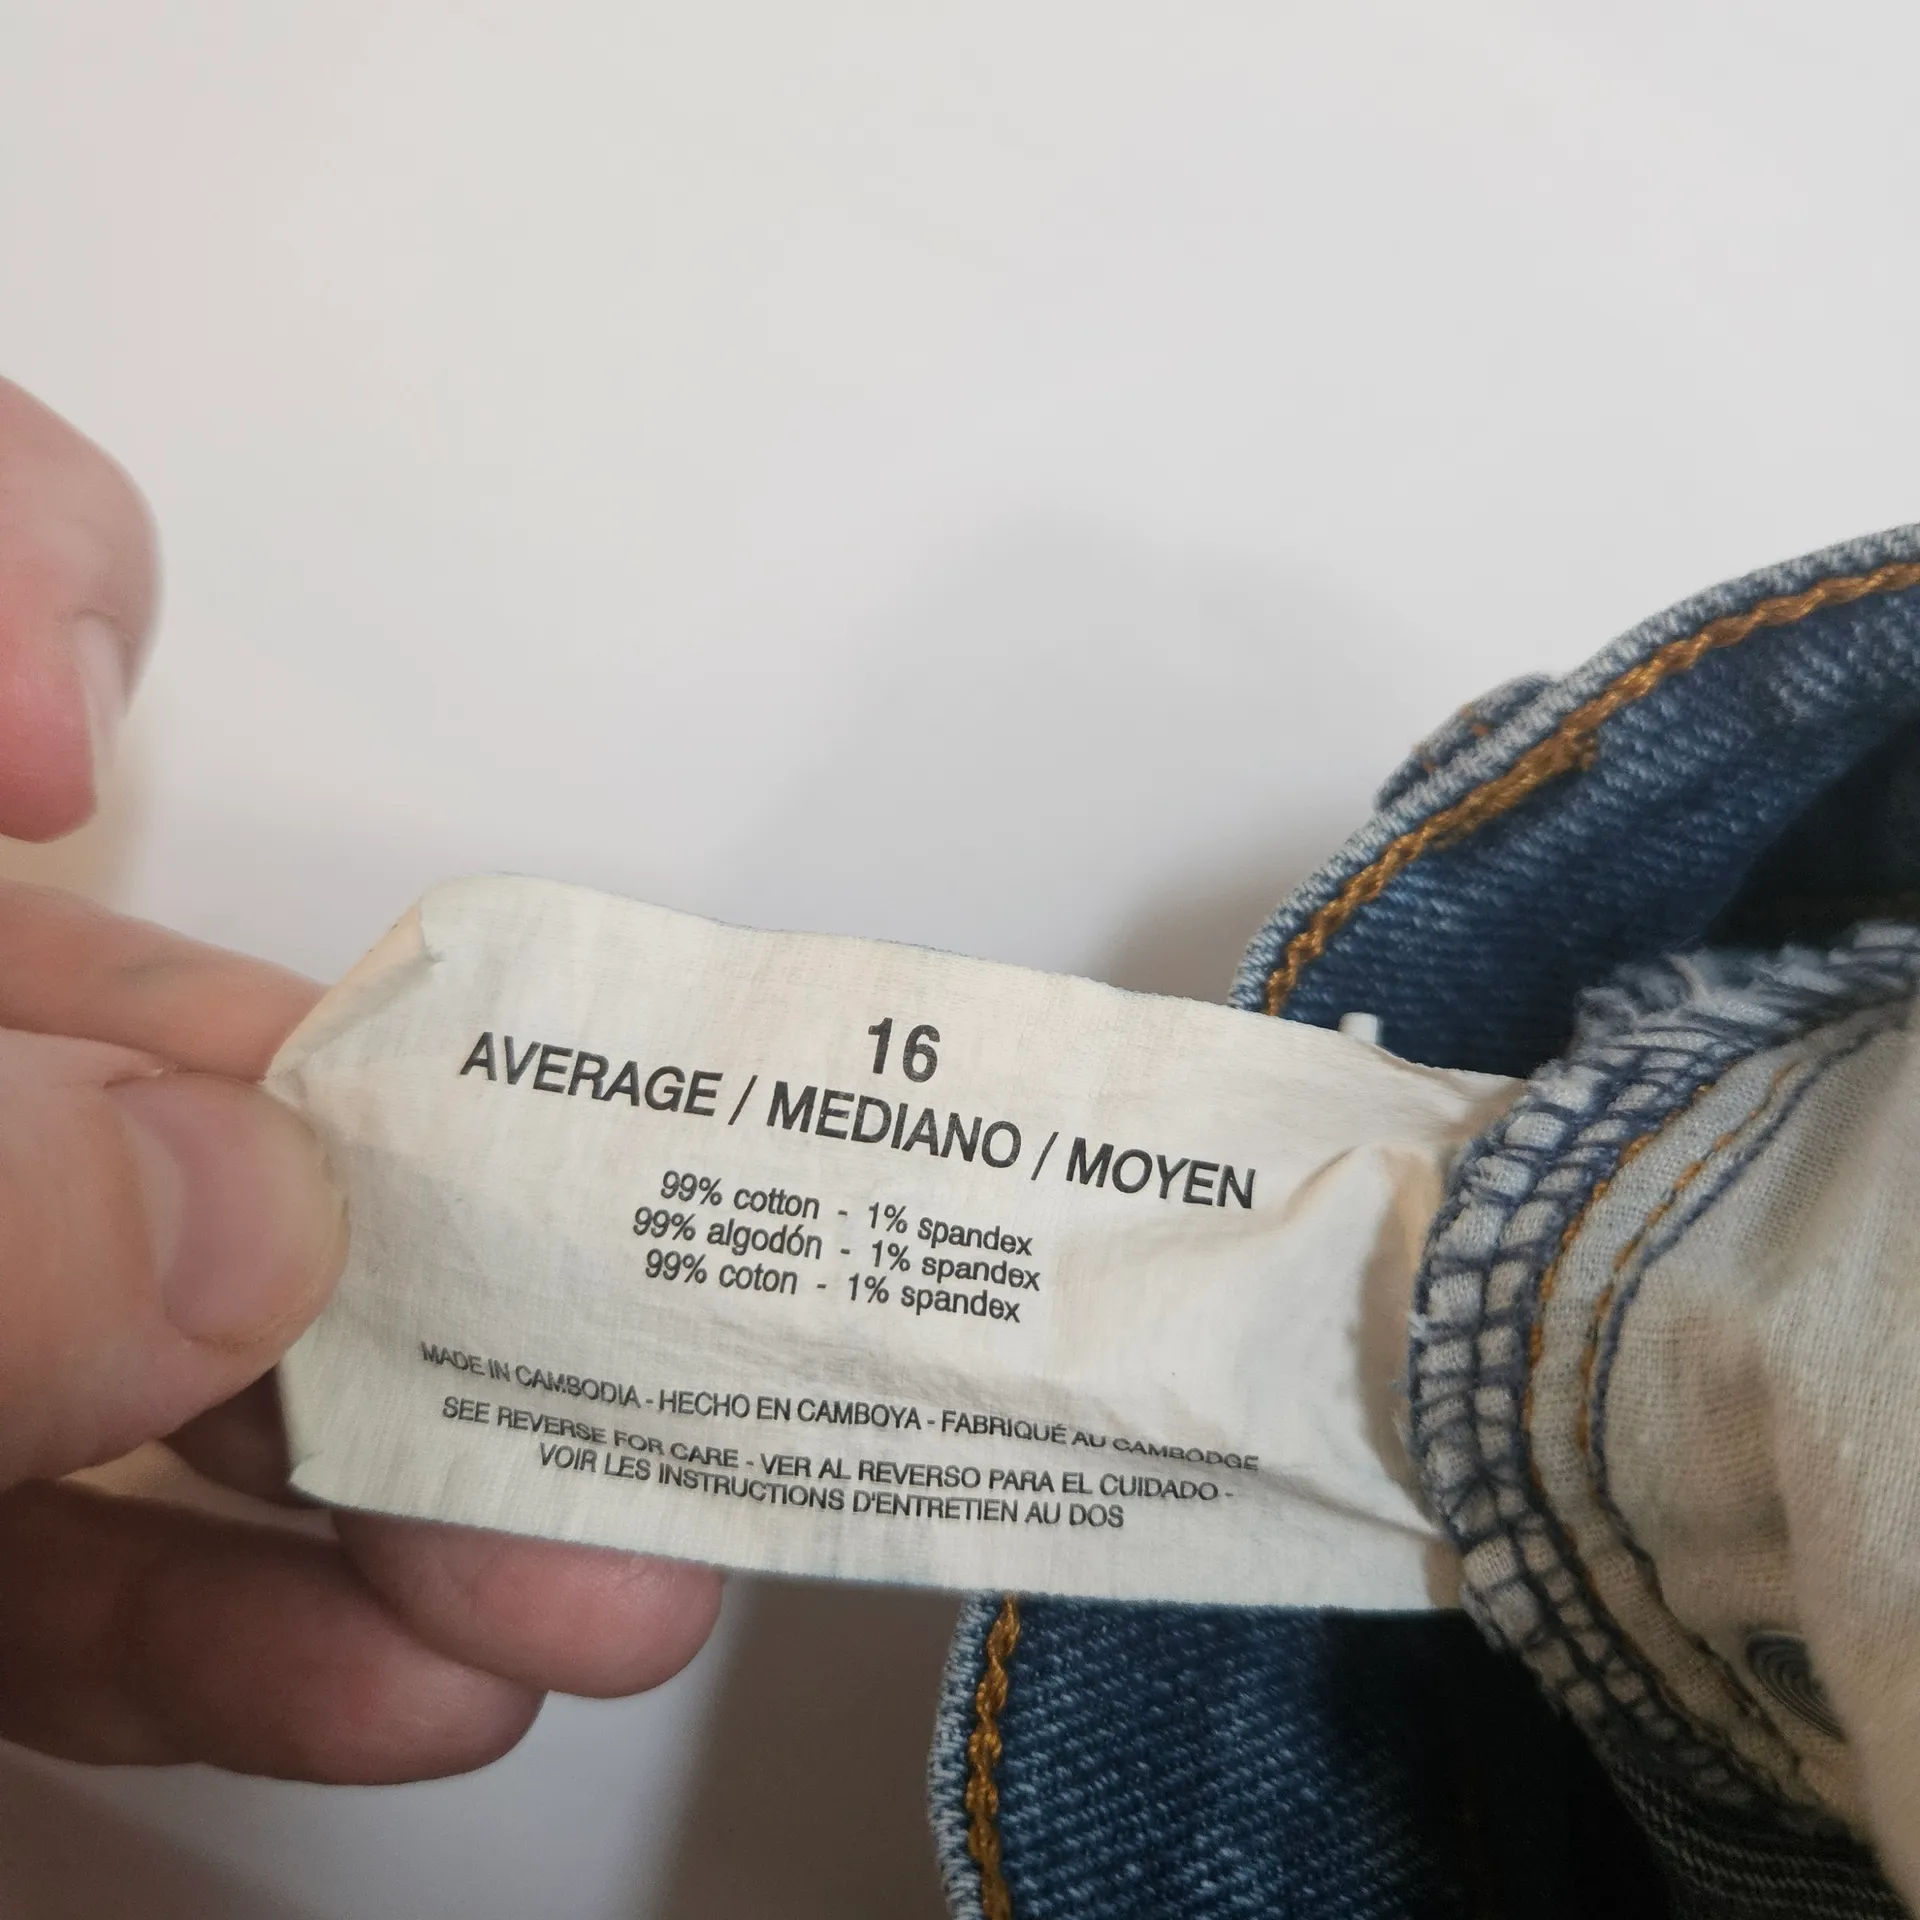 16
AVERAGE / MEDIANO / MOYEN
99% cotton - 1% spandex
99% algodón - 1% spandex
99% coton - 1% spandex
MADE IN CAMBODIA - HECHO EN CAMBOYA - FABRIQUÉ AU CAMBODGE
SEE REVERSE FOR CARE - VER AL REVERSO PARA EL CUIDADO -
VOIR LES INSTRUCTIONS D'ENTRETIEN AU DOS